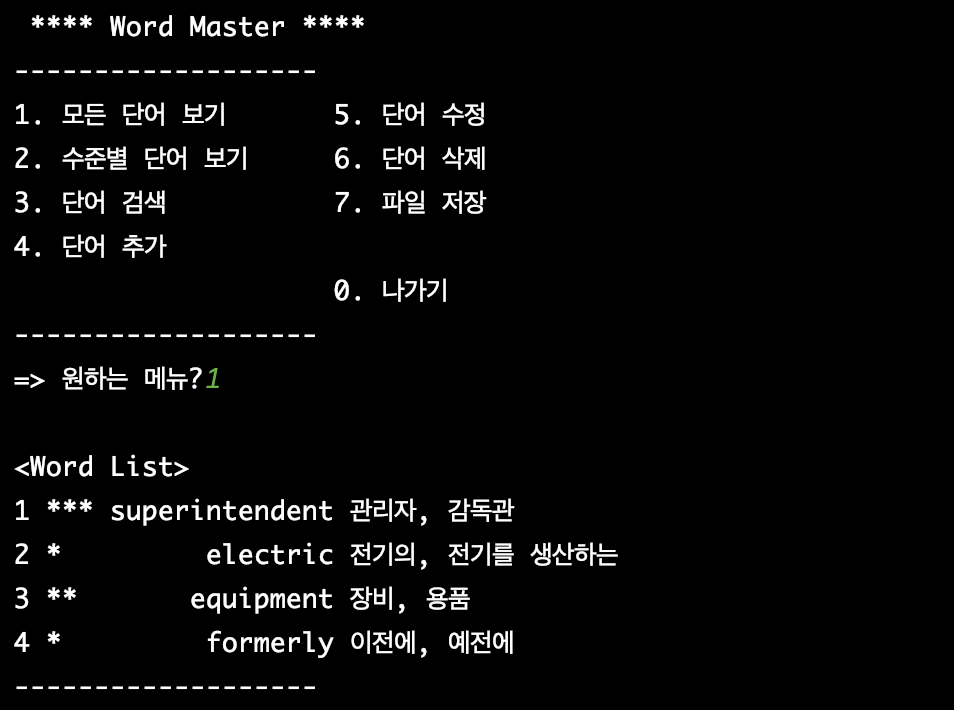 **** Word Master ****
-------------------
1. 모든 단어 보기 5. 단어 수정
2. 수준별 단어 보기 6. 단어 삭제
3. 단어 검색 7. 파일 저장
4. 단어 추가
0. 나가기
-------------------
=> 원하는 메뉴?1
<Word List>
1 *** superintendent 관리자, 감독관
2 * electric 전기의, 전기를 생산하는
3 ** equipment 장비, 용품
4 * formerly 이전에, 예전에
-------------------